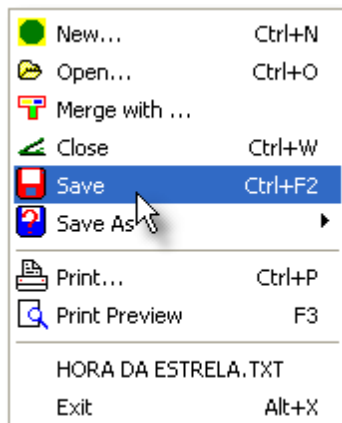 New... Ctrl+N
Open... Ctrl+O
Merge with ...
Close Ctrl+W
Save Ctrl+F2
Save As
Print... Ctrl+P
Print Preview F3
HORA DA ESTRELA.TXT
Exit Alt+X